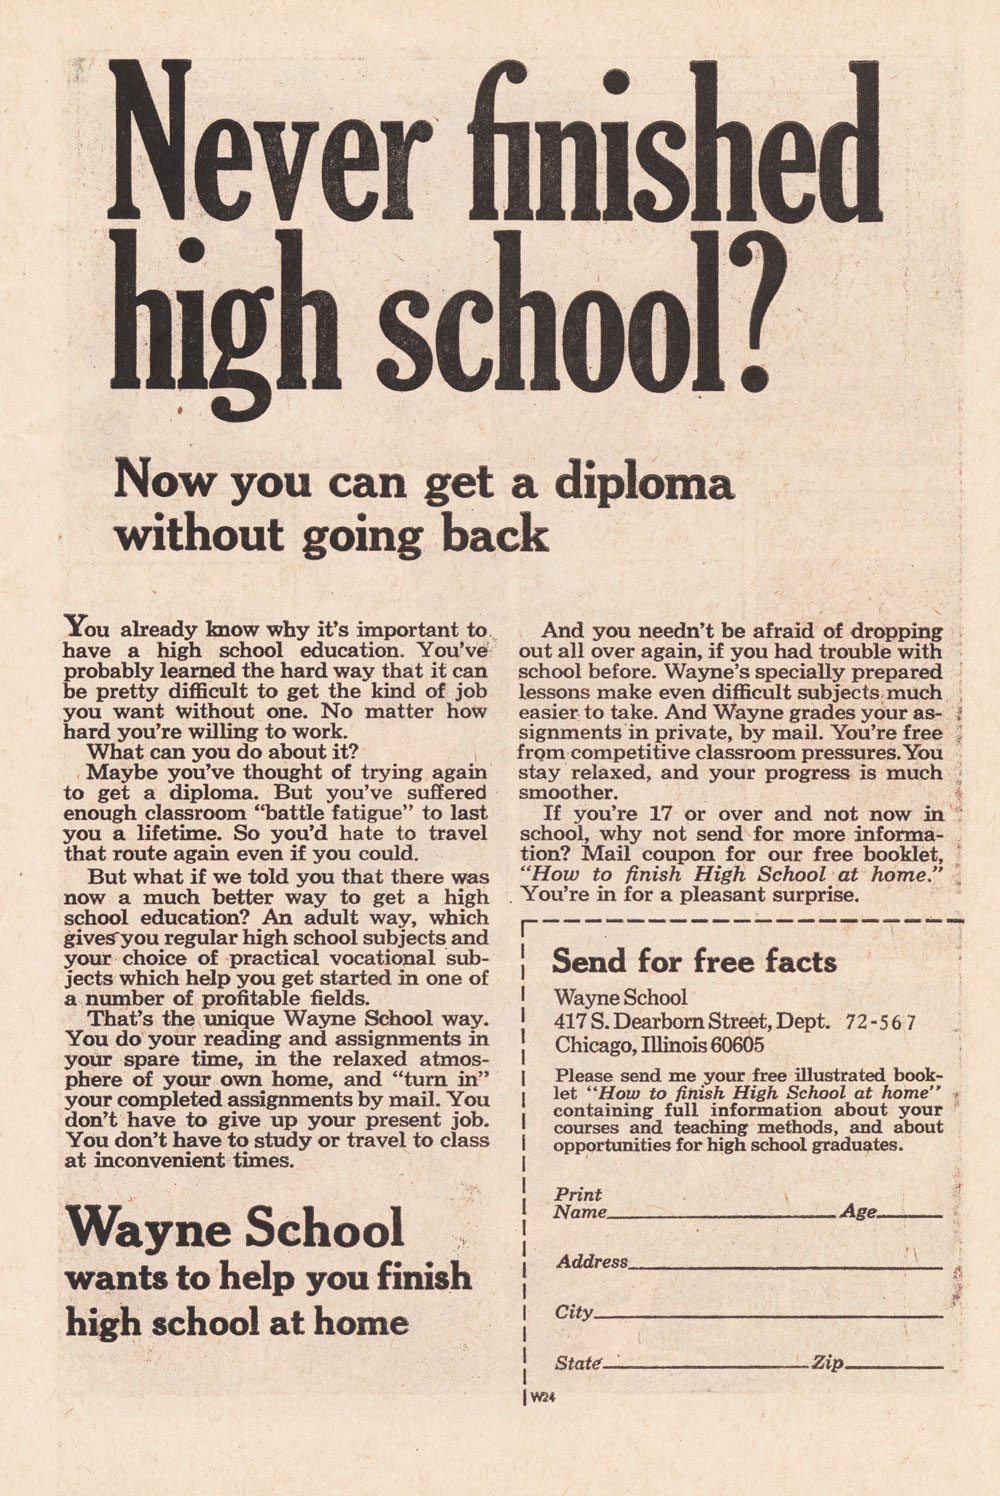 Never finished
high school?
Now you can get a diploma
without going back
You already know why it's important to
have a high school education. You've
probably learned the hard way that it can
be pretty difficult to get the kind of job
you want without one. No matter how
hard you're willing to work.
What can you do about it?
Maybe you've thought of trying again
to get a diploma. But you've suffered
enough classroom "battle fatigue" to last
you a lifetime. So you'd hate to travel
that route again even if you could.
But what if we told you that there was
now a much better way to get a high
school education? An adult way, which
gives you regular high school subjects and
your choice of practical vocational sub-
jects which help you get started in one of
a number of profitable fields.
That's the unique Wayne School way.
You do your reading and assignments in
your spare time, in the relaxed atmos-
phere of your own home, and "turn in"
your completed assignments by mail. You
don't have to give up your present job.
You don't have to study or travel to class
at inconvenient times.
Wayne School
wants to help you finish
high school at home
And you needn't be afraid of dropping
out all over again, if you had trouble with
school before. Wayne's specially prepared
lessons make even difficult subjects much
easier to take. And Wayne grades your as-
signments in private, by mail. You're free
from competitive classroom pressures. You
stay relaxed, and your progress is much
smoother.
If you're 17 or over and not now in
school, why not send for more informa-
tion? Mail coupon for our free booklet,
"How to finish High School at home."
You're in for a pleasant surprise.
Send for free facts
Wayne School
417 S. Dearborn Street, Dept. 72-567
Chicago, Illinois 60605
Please send me your free illustrated book-
let "How to finish High School at home"
containing full information about your
courses and teaching methods, and about
opportunities for high school graduates.
Print
Name Age
Address
City
State Zip
W24